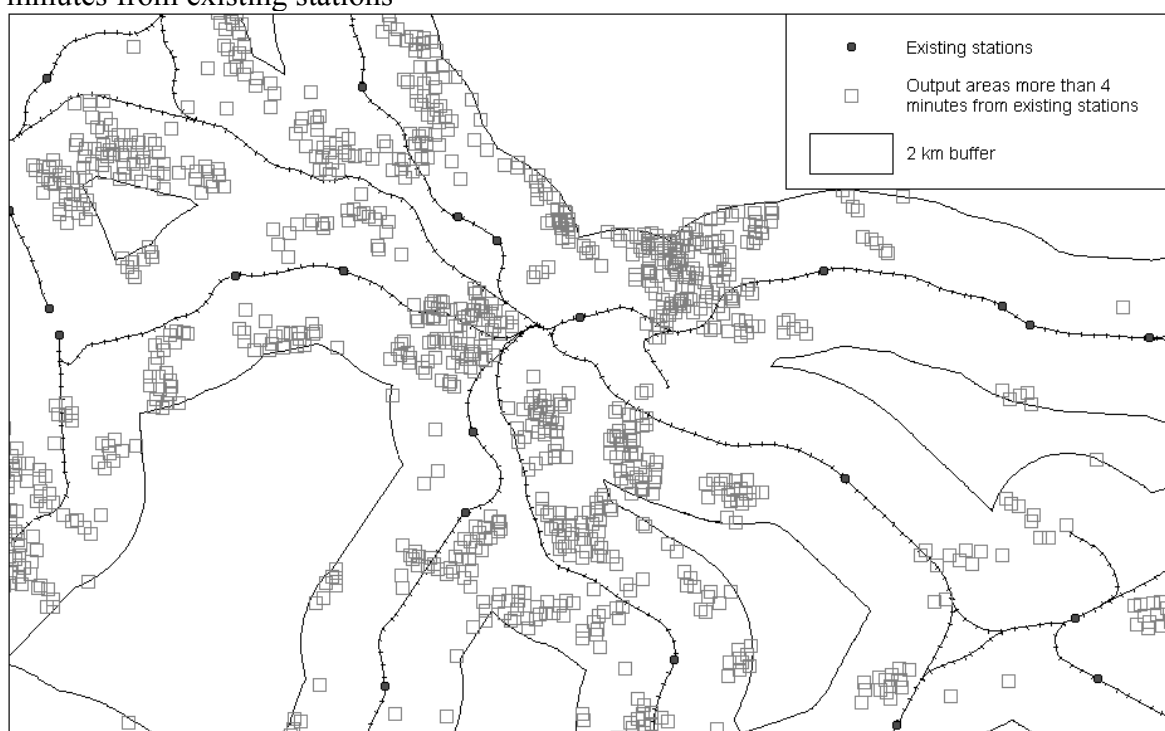 minutes from existing stations
Existing stations
Output areas more than 4
minutes from existing stations
2 km buffer